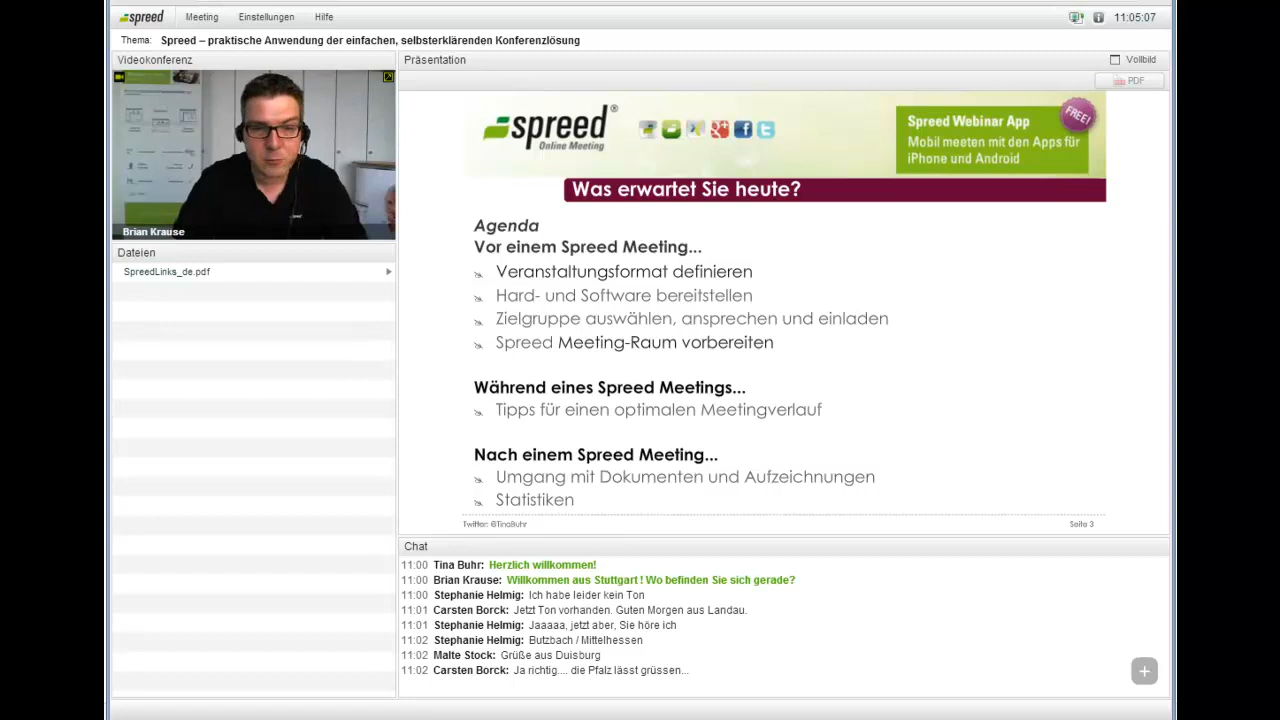 spreed Meeting Einstellungen Hilfe 11:05:07
Thema: Spreed – praktische Anwendung der einfachen, selbsterklärenden Konferenzlösung
Videokonferenz
Brian Krause
Dateien
SpreedLinks_de.pdf
Präsentation Vollbild
PDF
spreed®
Online Meeting
Spreed Webinar App
FREE!
Mobil meeten mit den Apps für
iPhone und Android
Was erwartet Sie heute?
Agenda
Vor einem Spreed Meeting...
Veranstaltungsformat definieren
Hard- und Software bereitstellen
Zielgruppe auswählen, ansprechen und einladen
Spreed Meeting-Raum vorbereiten
Während eines Spreed Meetings...
Tipps für einen optimalen Meetingverlauf
Nach einem Spreed Meeting...
Umgang mit Dokumenten und Aufzeichnungen
Statistiken
Twitter: @TinaBuhr Seite 3
Chat
11:00 Tina Buhr: Herzlich willkommen!
11:00 Brian Krause: Willkommen aus Stuttgart ! Wo befinden Sie sich gerade?
11:00 Stephanie Helmig: Ich habe leider kein Ton
11:01 Carsten Borck: Jetzt Ton vorhanden. Guten Morgen aus Landau.
11:01 Stephanie Helmig: Jaaaaa, jetzt aber, Sie höre ich
11:02 Stephanie Helmig: Butzbach / Mittelhessen
11:02 Malte Stock: Grüße aus Duisburg
11:02 Carsten Borck: Ja richtig.... die Pfalz lässt grüssen...